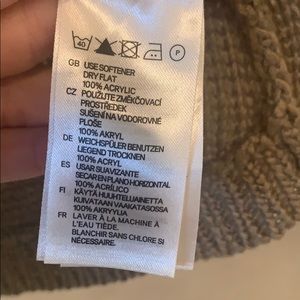 40 P
GB USE SOFTENER
DRY FLAT
100% ACRYLIC
CZ POUŽIJTE ZMĚKČOVACÍ
PROSTŘEDEK
SUŠENÍ NA VODOROVNÉ
PLOŠE
100% AKRYL
DE WEICHSPÜLER BENUTZEN
LIEGEND TROCKNEN
100% ACRYL
ES USAR SUAVIZANTE
SECAR EN PLANO HORIZONTAL
100% ACRÍLICO
FI KÄYTÄ HUUHTELUAINETTA
KUIVATAAN VAAKATASOSSA
100% AKRYYLIA
FR LAVER À LA MACHINE À
L'EAU TIÈDE.
BLANCHIR SANS CHLORE SI
NÉCESSAIRE.